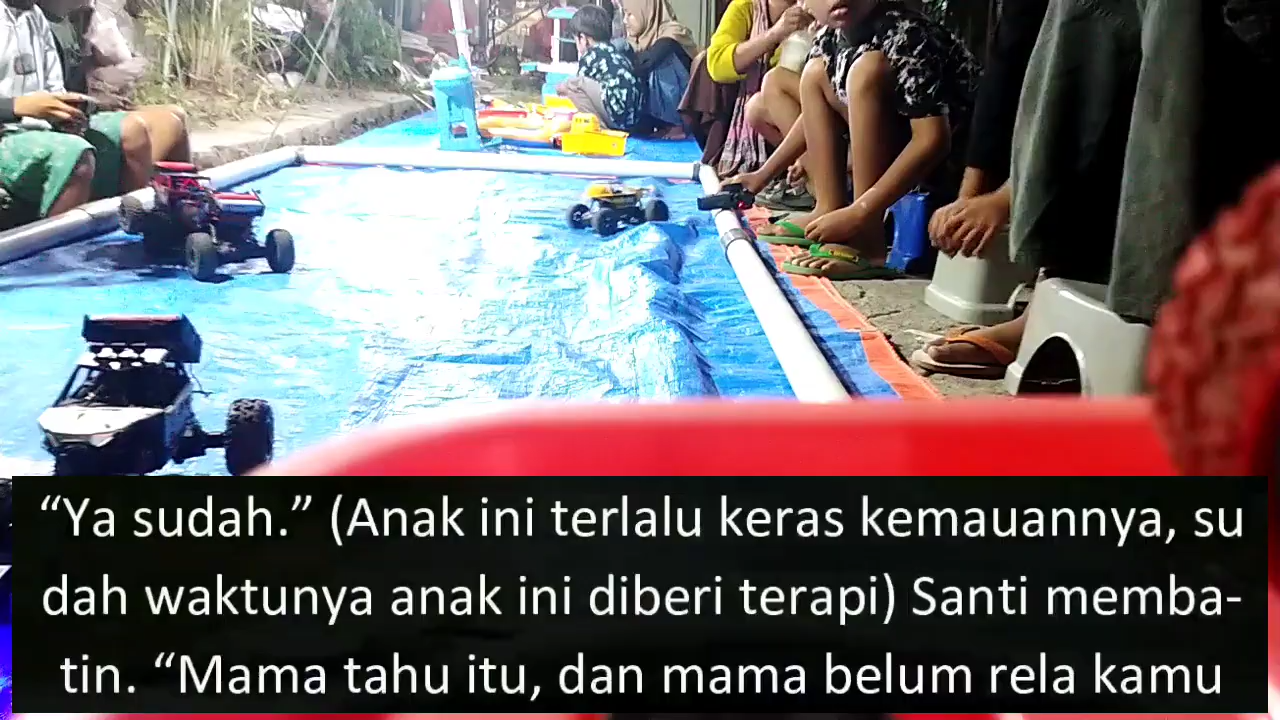 “Ya sudah.” (Anak ini terlalu keras kemauannya, su
dah waktunya anak ini diberi terapi) Santi memba-
tin. “Mama tahu itu, dan mama belum rela kamu